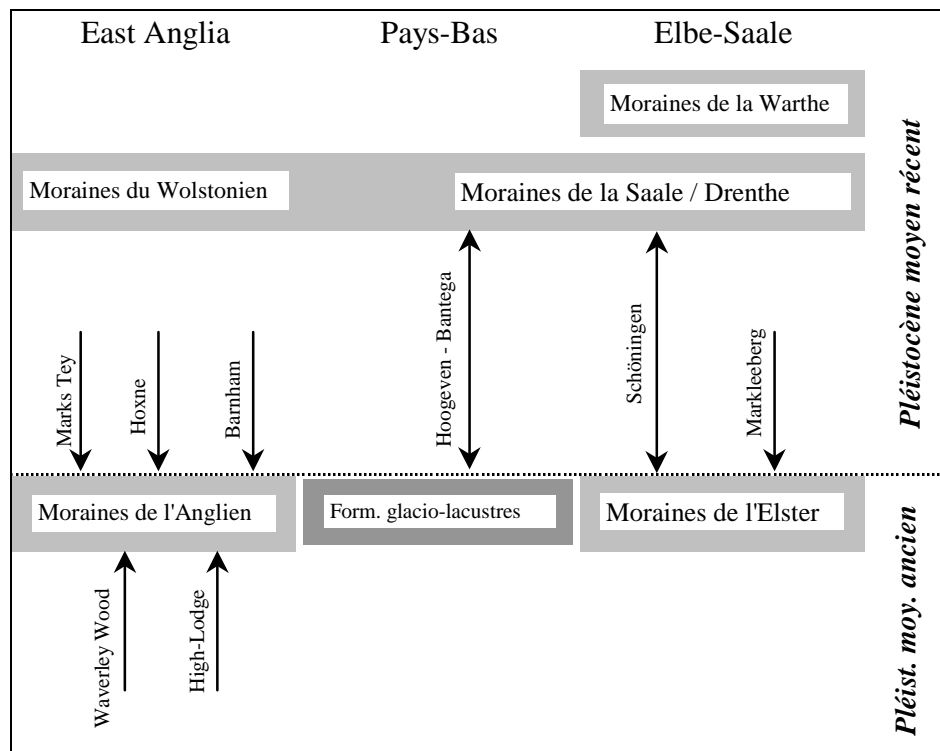 East Anglia
Pays-Bas
Elbe-Saale
Moraines de la Warthe
Moraines du Wolstonien
Moraines de la Saale / Drenthe
Pléistocène moyen récent
Marks Tey
Hoxne
Barnham
Hoogeven - Bantega
Schöningen
Markleeberg
Moraines de l'Anglien
Form. glacio-lacustres
Moraines de l'Elster
Pléist. moy. ancien
Waverley Wood
High-Lodge